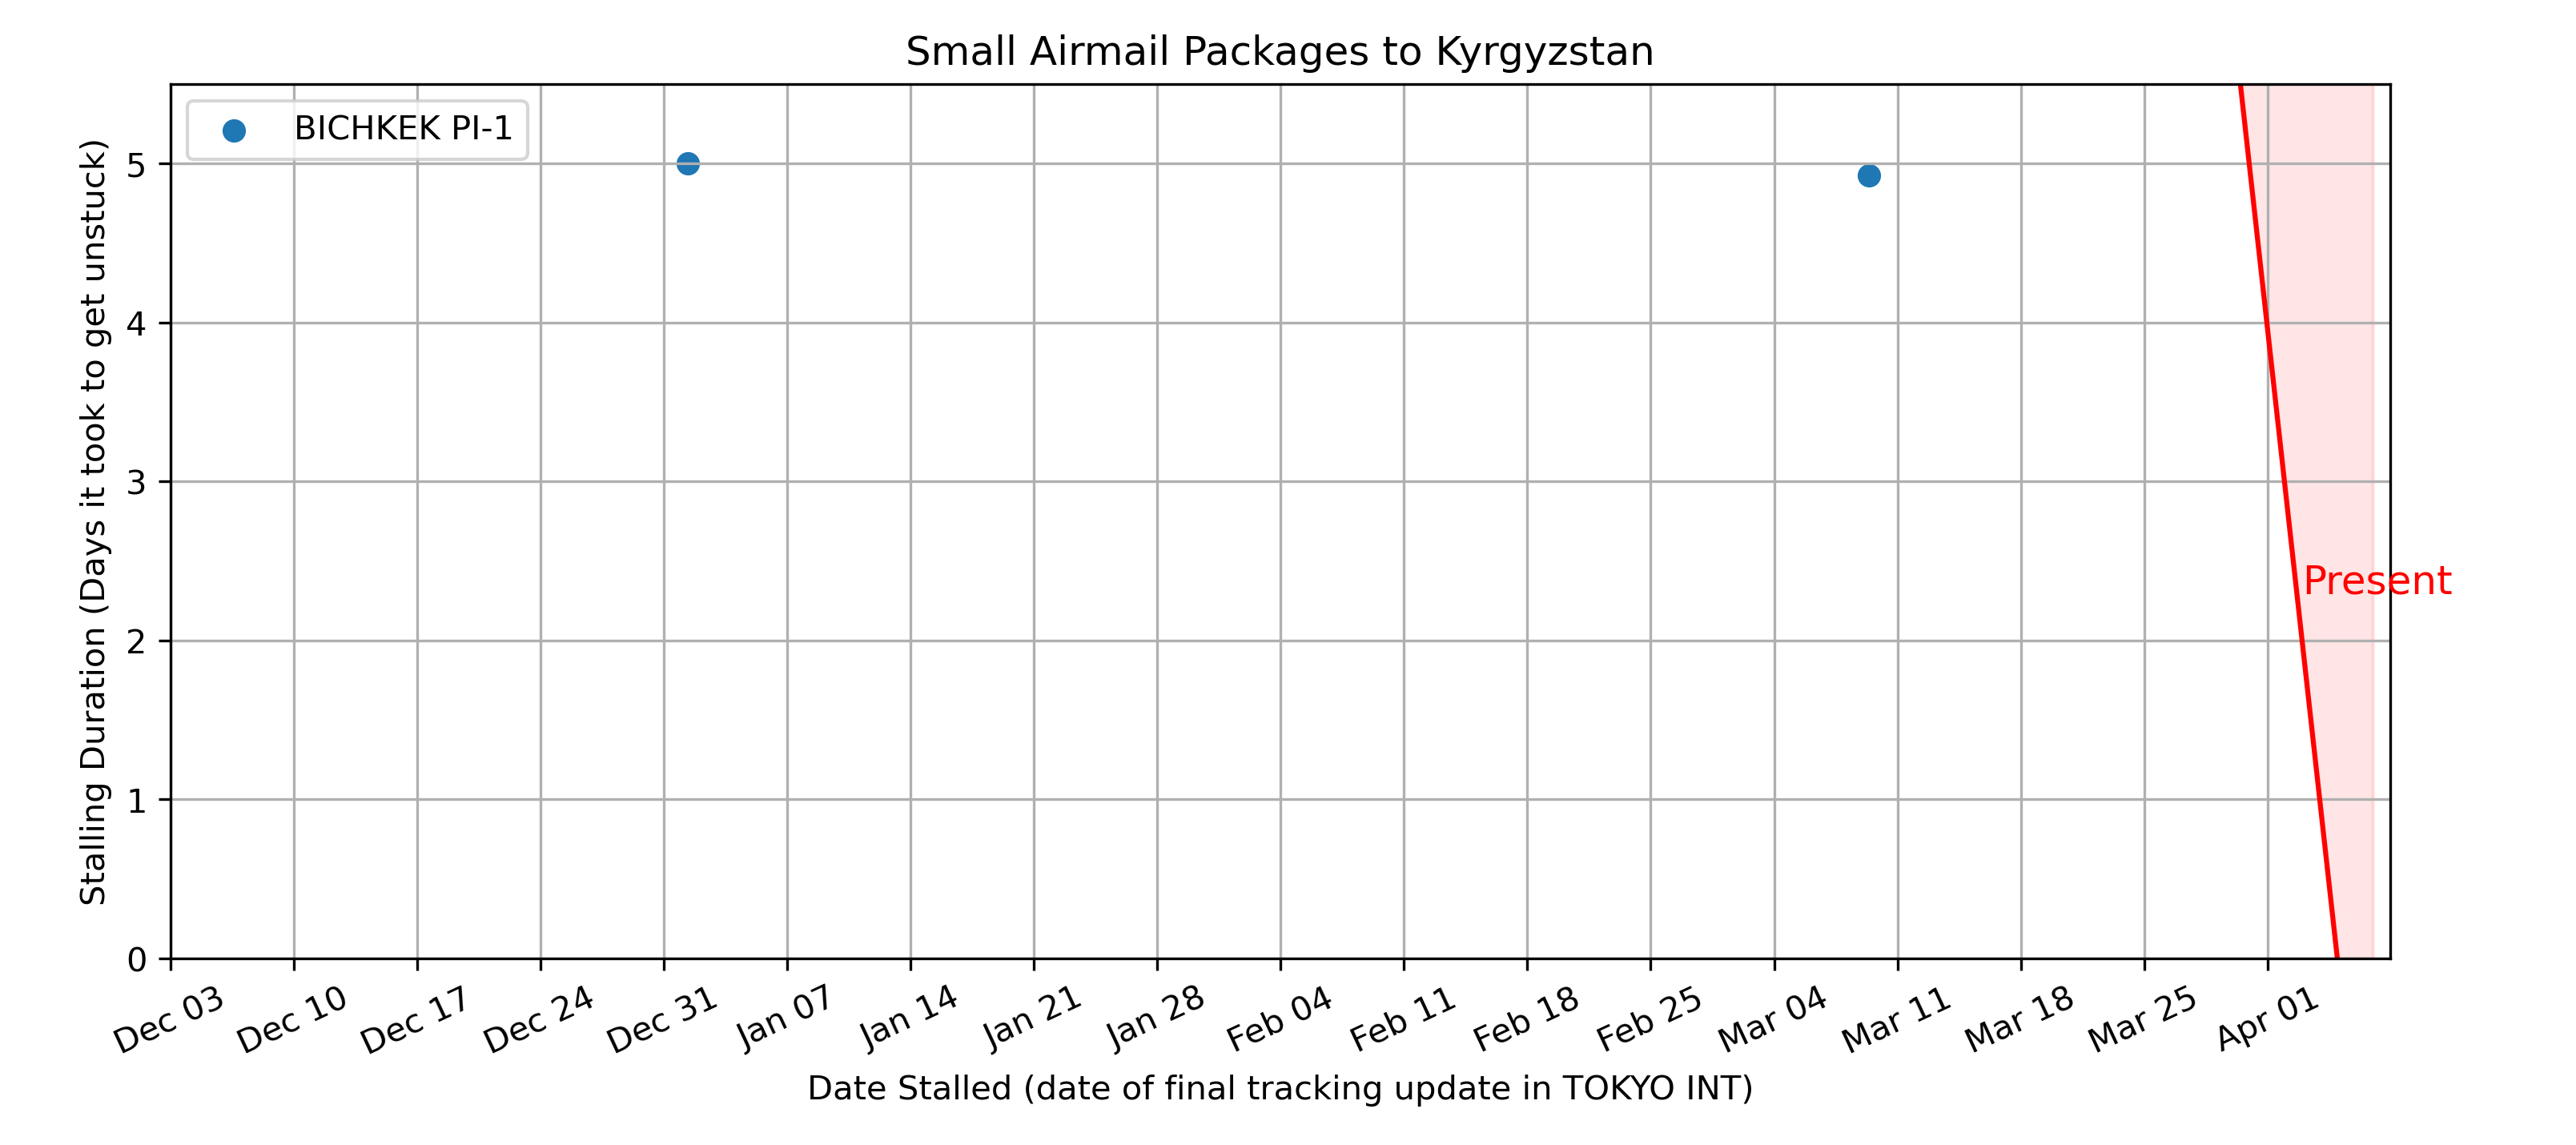 Small Airmail Packages to Kyrgyzstan
BICHKEK PI-1
Stalling Duration (Days it took to get unstuck)
5
4
3
2
1
0
Present
Dec 03
Dec 10
Dec 17
Dec 24
Dec 31
Jan 07
Jan 14
Jan 21
Jan 28
Feb 04
Feb 11
Feb 18
Feb 25
Mar 04
Mar 11
Mar 18
Mar 25
Apr 01
Date Stalled (date of final tracking update in TOKYO INT)